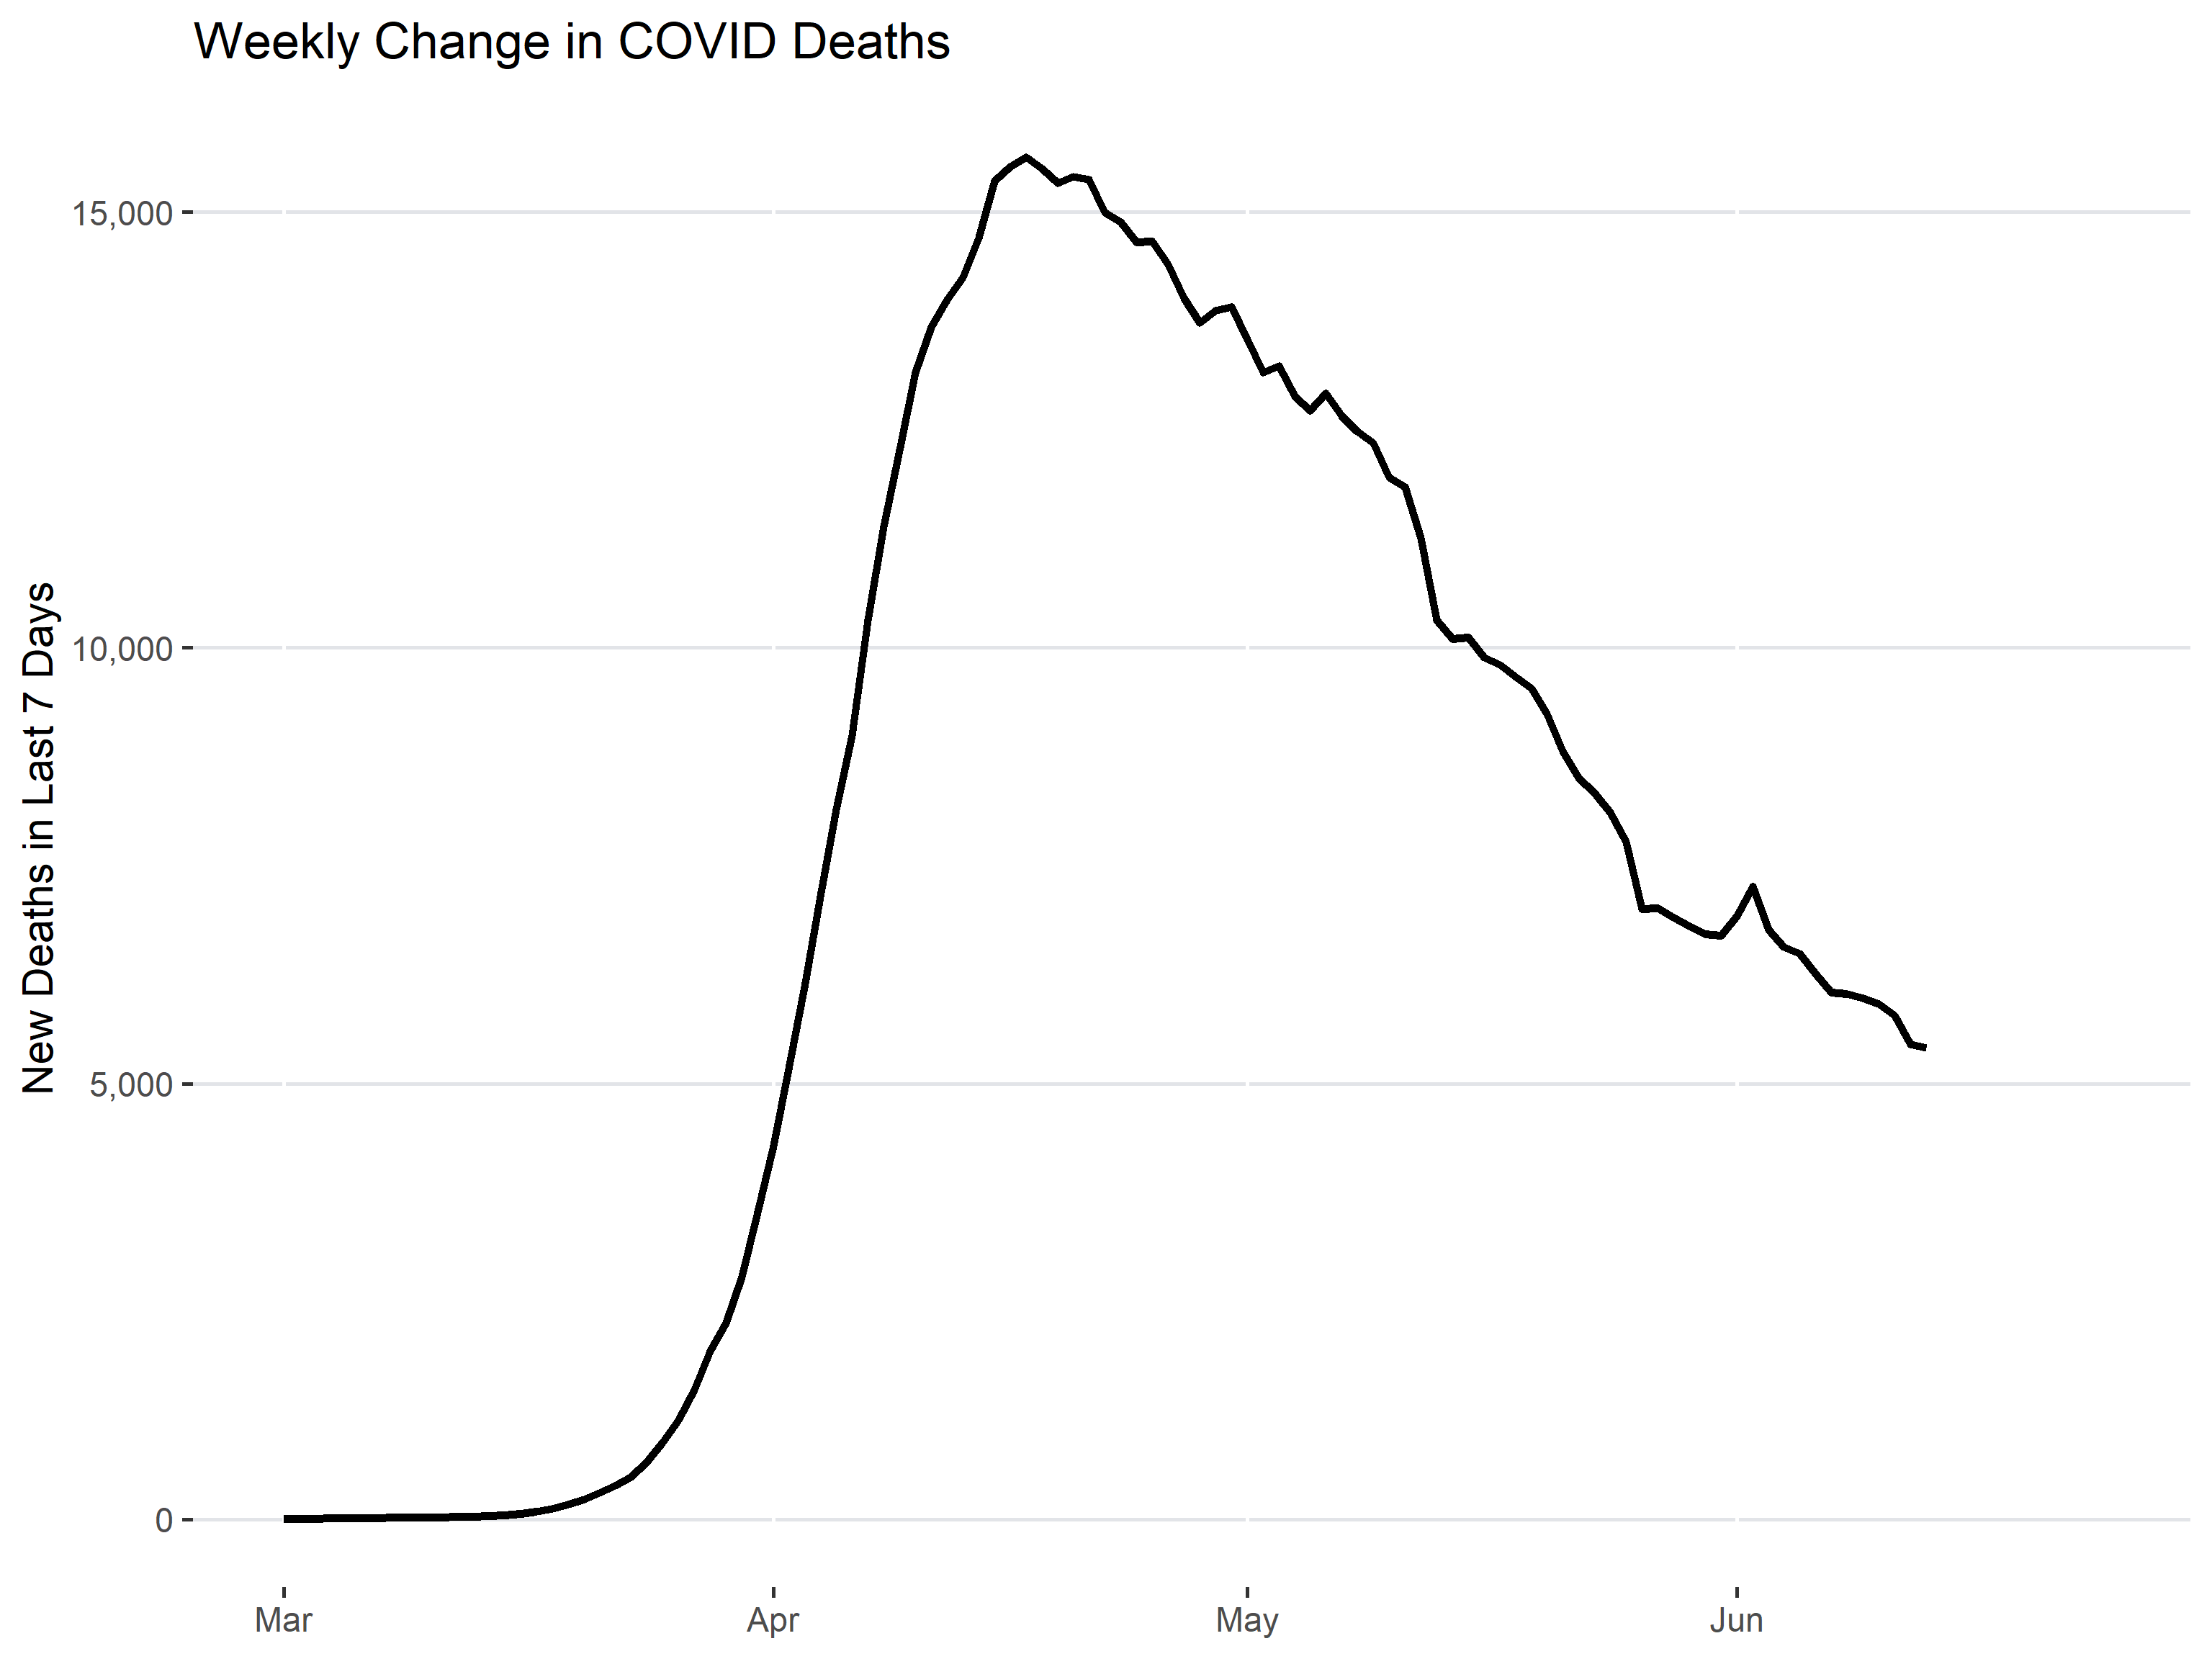 Weekly Change in COVID Deaths
New Deaths in Last 7 Days
15,000
10,000
5,000
0
Mar
Apr
May
Jun